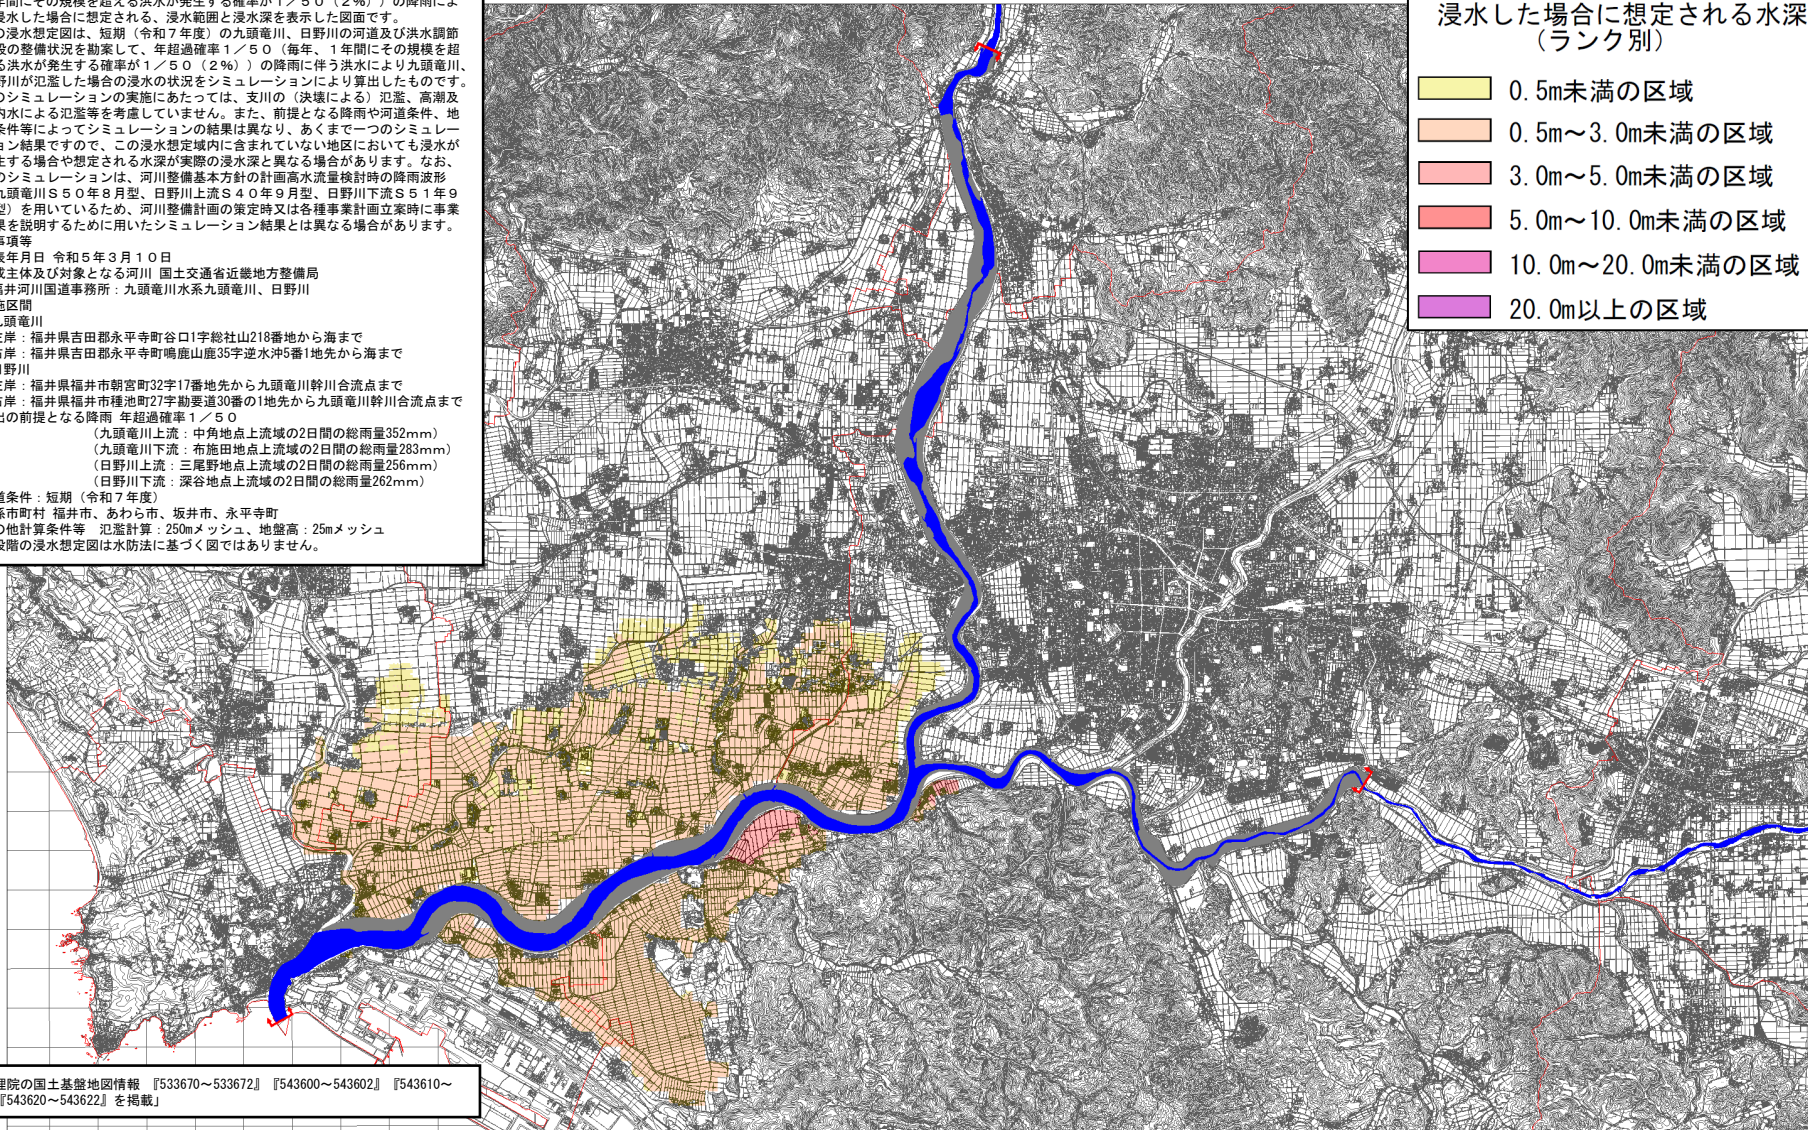 年間にその規模を超える洪水が発生する確率が1／50（2%））の降雨によ
浸水した場合に想定される、浸水範囲と浸水深を表示した図面です。
の浸水想定図は、短期（令和7年度）の九頭竜川、日野川の河道及び洪水調節
設の整備状況を勘案して、年超過確率1／50（毎年、1年間にその規模を超
る洪水が発生する確率が1／50（2%））の降雨に伴う洪水により九頭竜川、
野川が氾濫した場合の浸水の状況をシミュレーションにより算出したものです。
のシミュレーションの実施にあたっては、支川の（決壊による）氾濫、高潮及
内水による氾濫等を考慮していません。また、前提となる降雨や河道条件、地
条件等によってシミュレーションの結果は異なり、あくまで一つのシミュレー
ョン結果ですので、この浸水想定域内に含まれていない地区においても浸水が
生する場合や想定される水深が実際の浸水深と異なる場合があります。なお、
のシミュレーションは、河川整備基本方針の計画高水流量検討時の降雨波形
九頭竜川S50年8月型、日野川上流S40年9月型、日野川下流S51年9
型）を用いているため、河川整備計画の策定時又は各種事業計画立案時に事業
果を説明するために用いたシミュレーション結果とは異なる場合があります。
事項等
表年月日 令和5年3月10日
成主体及び対象となる河川 国土交通省近畿地方整備局
福井河川国道事務所：九頭竜川水系九頭竜川、日野川
施区間
九頭竜川
左岸：福井県吉田郡永平寺町谷口1字総社山218番地から海まで
右岸：福井県吉田郡永平寺町鳴鹿山鹿35字逆水沖5番1地先から海まで
日野川
左岸：福井県福井市朝宮町32字17番地先から九頭竜川幹川合流点まで
右岸：福井県福井市種池町27字勘要道30番の1地先から九頭竜川幹川合流点まで
出の前提となる降雨 年超過確率1／50
（九頭竜川上流：中角地点上流域の2日間の総雨量352mm）
（九頭竜川下流：布施田地点上流域の2日間の総雨量283mm）
（日野川上流：三尾野地点上流域の2日間の総雨量256mm）
（日野川下流：深谷地点上流域の2日間の総雨量262mm）
道条件：短期（令和7年度）
係市町村 福井市、あわら市、坂井市、永平寺町
の他計算条件等　氾濫計算：250mメッシュ、地盤高：25mメッシュ
段階の浸水想定図は水防法に基づく図ではありません。
浸水した場合に想定される水深
（ランク別）
0.5m未満の区域
0.5m～3.0m未満の区域
3.0m～5.0m未満の区域
5.0m～10.0m未満の区域
10.0m～20.0m未満の区域
20.0m以上の区域
理院の国土基盤地図情報　『533670～533672』『543600～543602』『543610～
『543620～543622』を掲載」